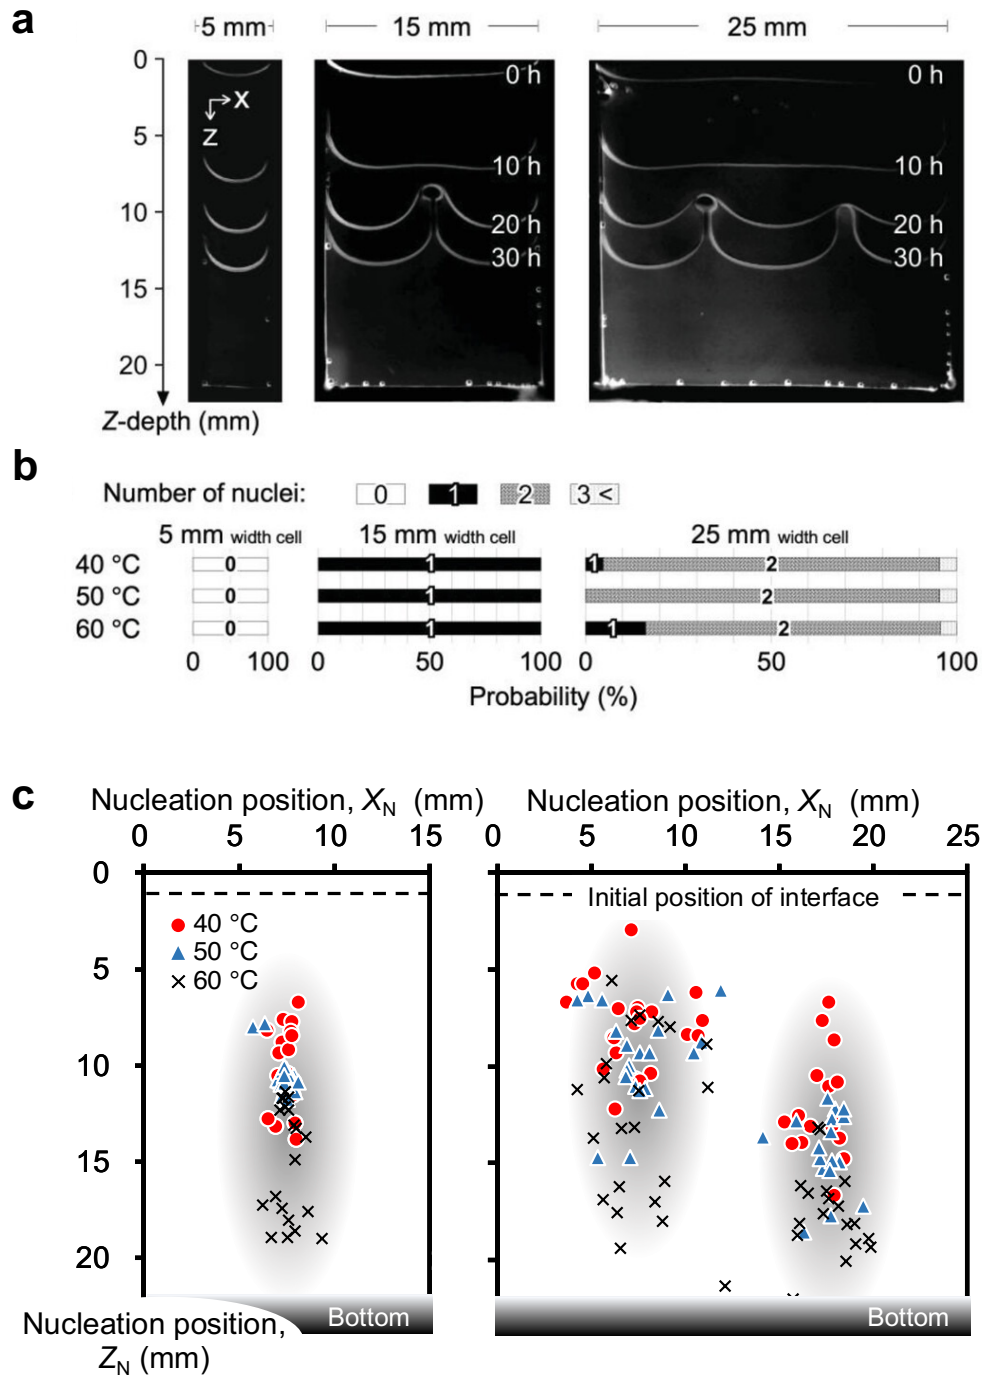 a
5 mm
15 mm
25 mm
0
5
10
15
20
Z-depth (mm)
X
Z
0 h
10 h
20 h
30 h
0 h
10 h
20 h
30 h
b
Number of nuclei: 0 1 2 3 <
5 mm width cell
15 mm width cell
25 mm width cell
40 °C 0 1 1 2
50 °C 0 1 2
60 °C 0 1 1 2
0 100 0 50 100 0 50 100
Probability (%)
c
Nucleation position, XN (mm)
Nucleation position, XN (mm)
0 5 10 15
0 5 10 15 20 25
0
5
10
15
20
Initial position of interface
40 °C
50 °C
60 °C
Bottom
Bottom
Nucleation position,
ZN (mm)